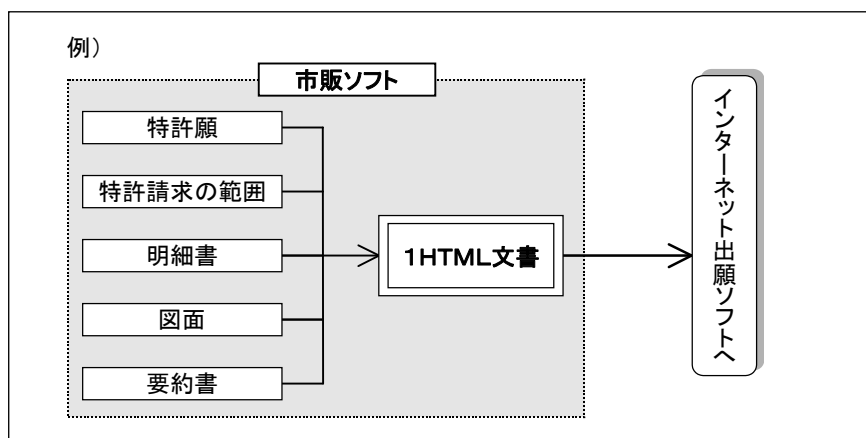 例）
市販ソフト
特許願
特許請求の範囲
明細書
図面
要約書
１HTML文書
インターネット出願ソフトへ